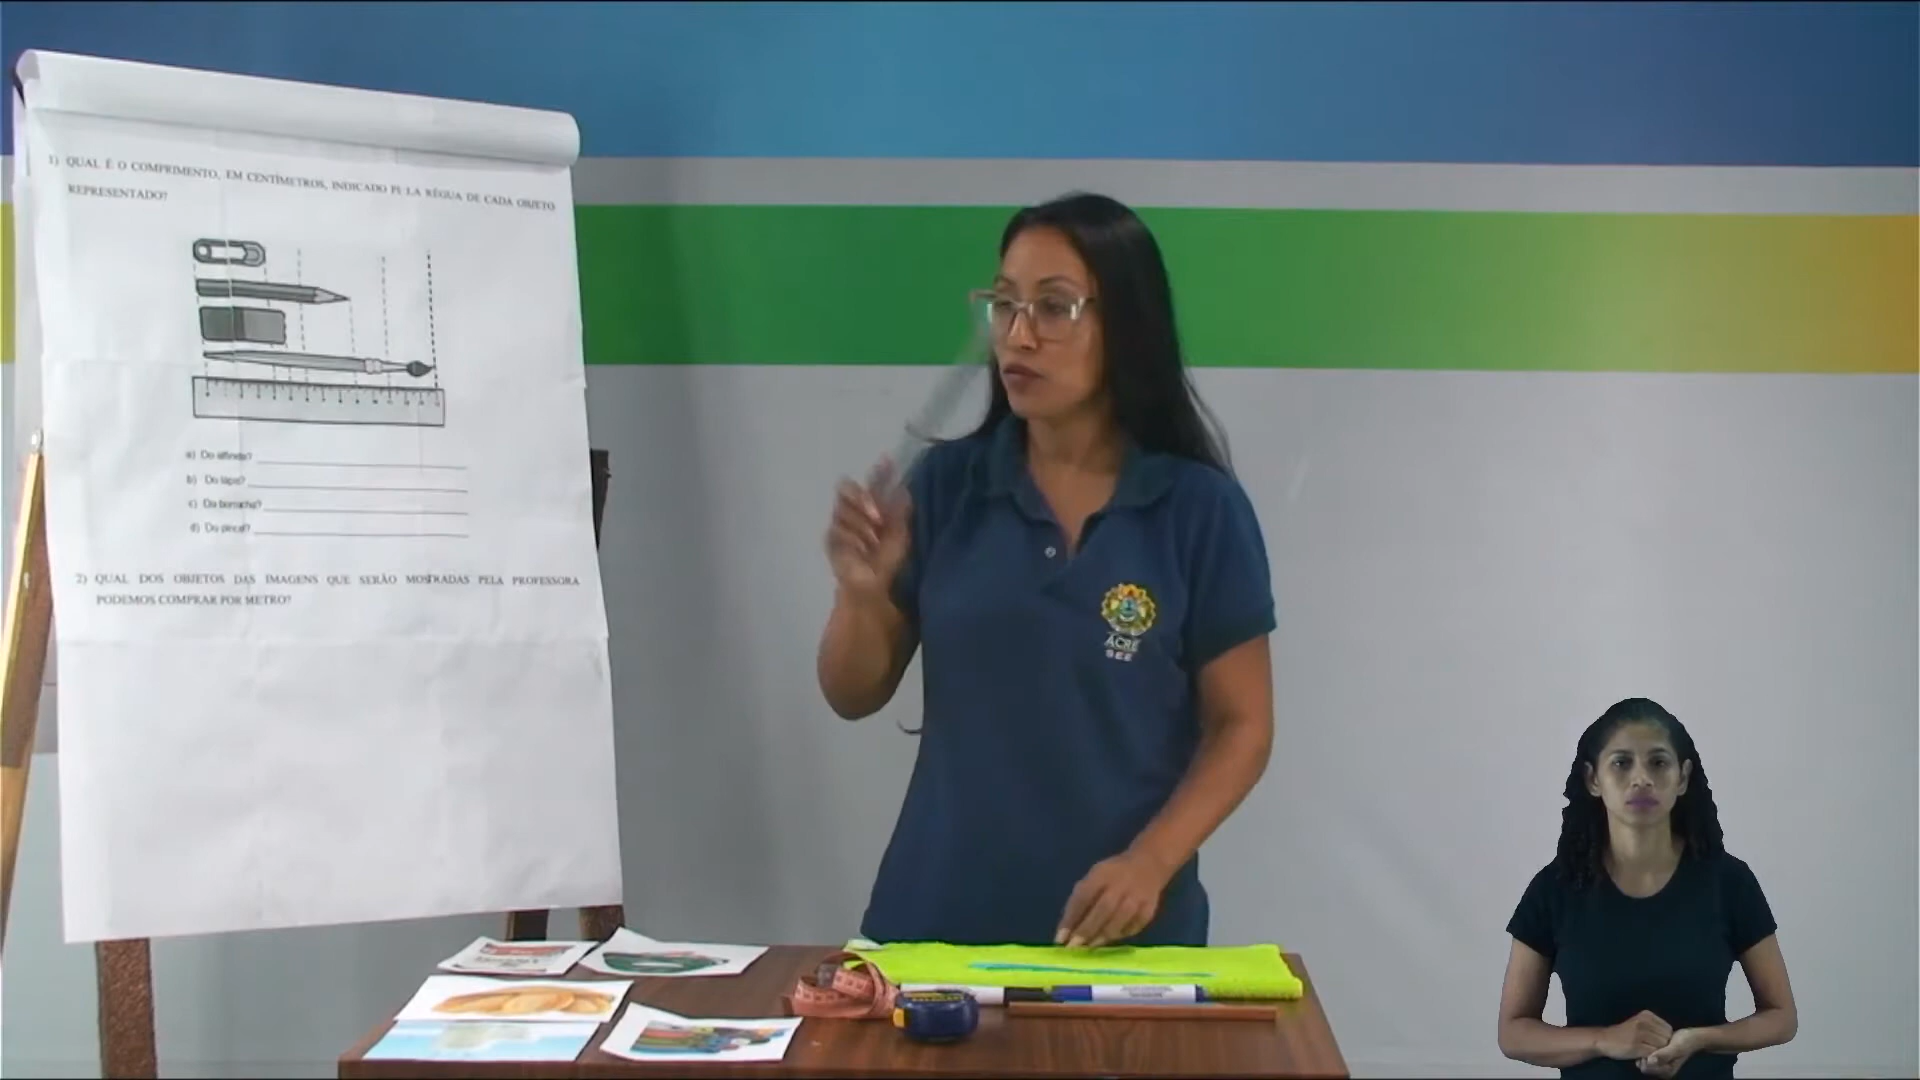 1) QUAL É O COMPRIMENTO, EM CENTÍMETROS, INDICADO PELA RÉGUA DE CADA OBJETO
REPRESENTADO?
a) Do alfinete?
b) Do lápis?
c) Da borracha?
d) Do pincel?
2) QUAL DOS OBJETOS DAS IMAGENS QUE SERÃO MOSTRADAS PELA PROFESSORA
PODEMOS COMPRAR POR METRO?
ACRE
SEE